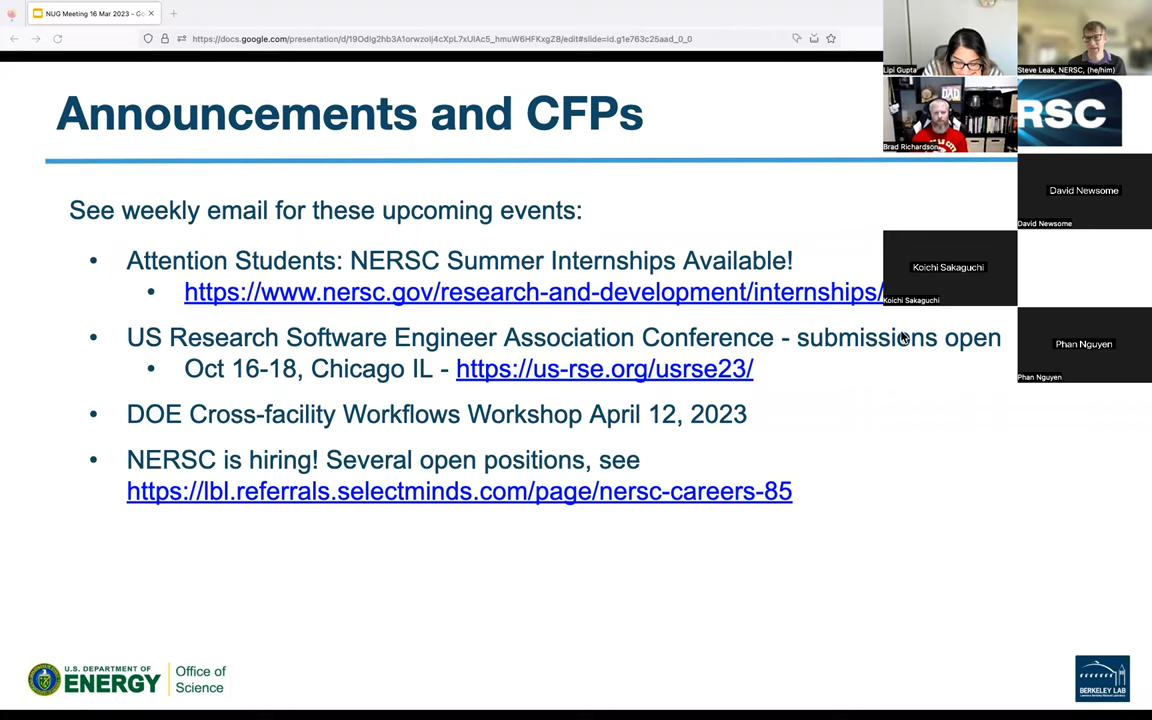 NUG Meeting 16 Mar 2023 - G
https://docs.google.com/presentation/d/19OdIg2hb3A1orwzoIj4cXpL7xUIAc5_hmuW6HFKxgZ8/edit#slide=id.g1e763c25aad_0_0
Announcements and CFPs
See weekly email for these upcoming events:
• Attention Students: NERSC Summer Internships Available!
• https://www.nersc.gov/research-and-development/internships/
• US Research Software Engineer Association Conference - submissions open
• Oct 16-18, Chicago IL - https://us-rse.org/usrse23/
• DOE Cross-facility Workflows Workshop April 12, 2023
• NERSC is hiring! Several open positions, see
https://lbl.referrals.selectminds.com/page/nersc-careers-85
Lipi Gupta
Steve Leak, NERSC, (he/him)
DAD
Brad Richardson
RSC
David Newsome
David Newsome
Koichi Sakaguchi
Koichi Sakaguchi
Phan Nguyen
Phan Nguyen
U.S. DEPARTMENT OF
ENERGY
Office of
Science
BERKELEY LAB